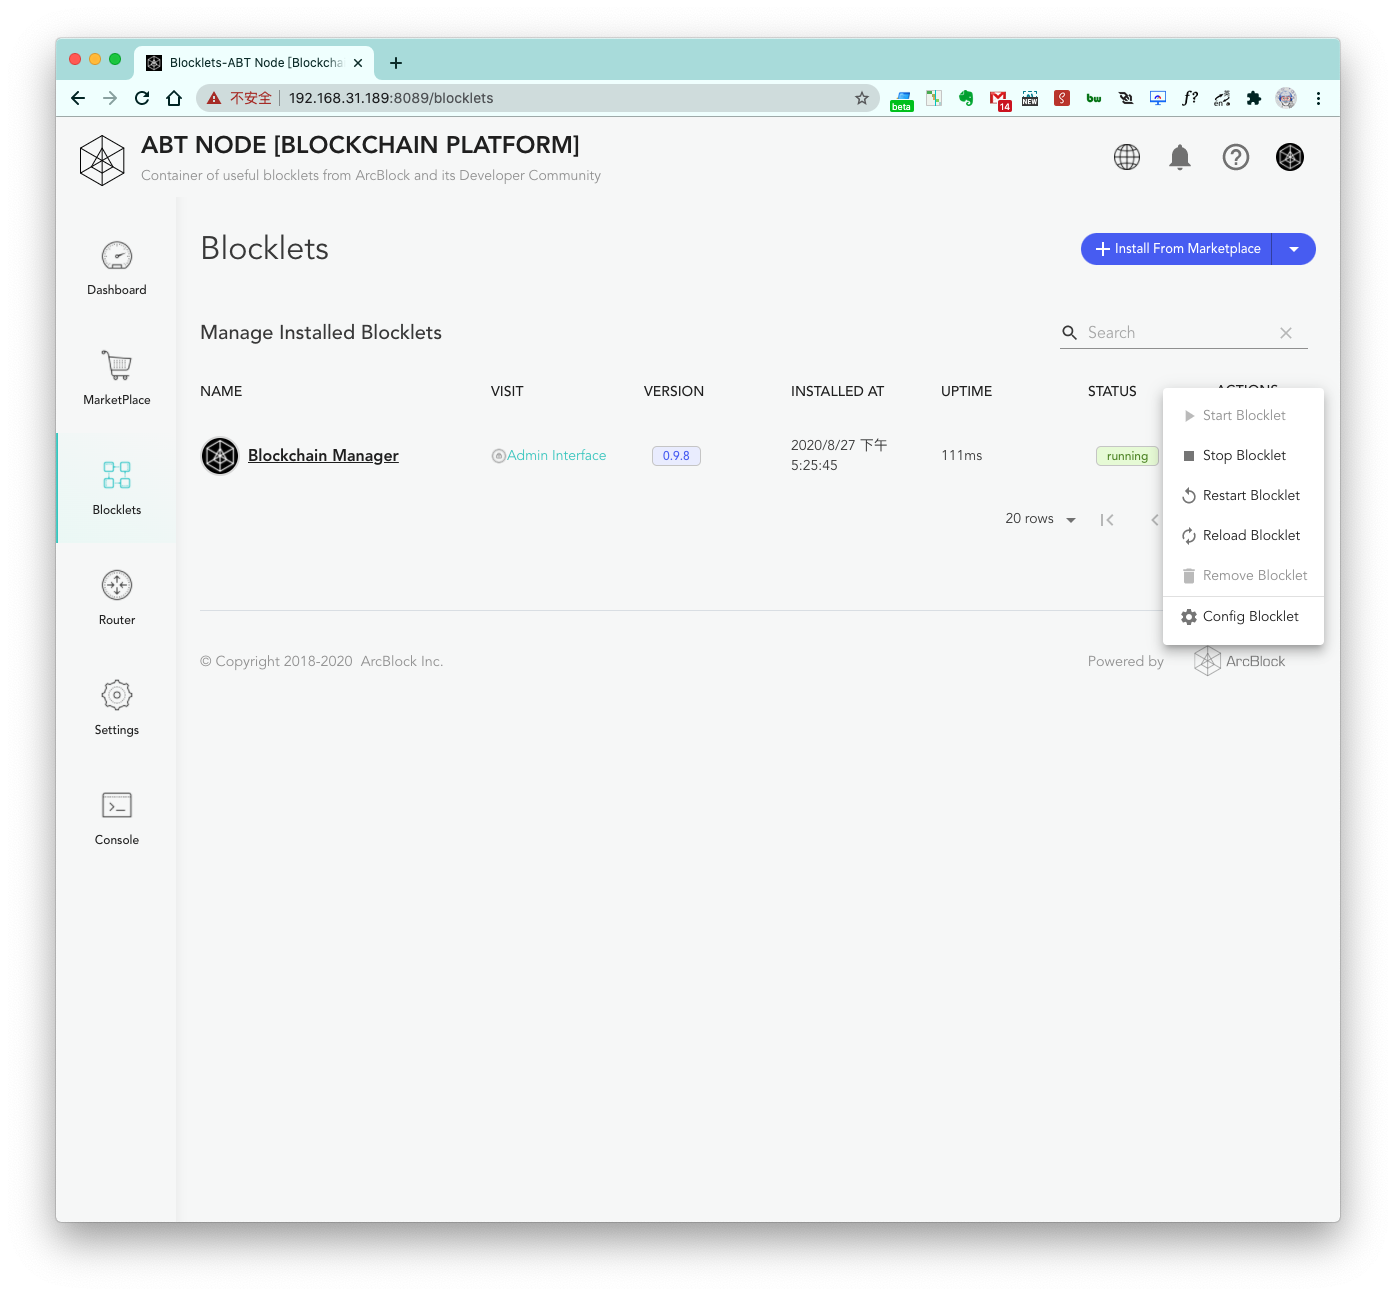 Blocklets-ABT Node [Blockcha
不安全 192.168.31.189:8089/blocklets
beta
14
NEW
bw
f?
ABT NODE [BLOCKCHAIN PLATFORM]
Container of useful blocklets from ArcBlock and its Developer Community
Dashboard
MarketPlace
Blocklets
Router
Settings
Console
Blocklets
Install From Marketplace
Manage Installed Blocklets
Search
NAME VISIT VERSION INSTALLED AT UPTIME STATUS ACTIONS
Blockchain Manager Admin Interface 0.9.8 2020/8/27 下午 5:25:45 111ms running
20 rows
Start Blocklet
Stop Blocklet
Restart Blocklet
Reload Blocklet
Remove Blocklet
Config Blocklet
© Copyright 2018-2020 ArcBlock Inc.
Powered by ArcBlock